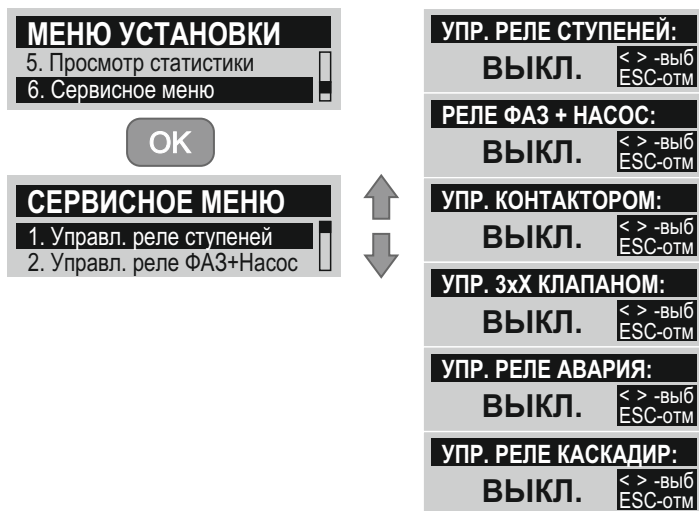 МЕНЮ УСТАНОВКИ
5. Просмотр статистики
6. Сервисное меню
OK
СЕРВИСНОЕ МЕНЮ
1. Управл. реле ступеней
2. Управл. реле ФАЗ+Насос
УПР. РЕЛЕ СТУПЕНЕЙ:
ВЫКЛ.
< > -выб
ESC-отм
РЕЛЕ ФАЗ + НАСОС:
ВЫКЛ.
< > -выб
ESC-отм
УПР. КОНТАКТОРОМ:
ВЫКЛ.
< > -выб
ESC-отм
УПР. 3хХ КЛАПАНОМ:
ВЫКЛ.
< > -выб
ESC-отм
УПР. РЕЛЕ АВАРИЯ:
ВЫКЛ.
< > -выб
ESC-отм
УПР. РЕЛЕ КАСКАДИР:
ВЫКЛ.
< > -выб
ESC-отм